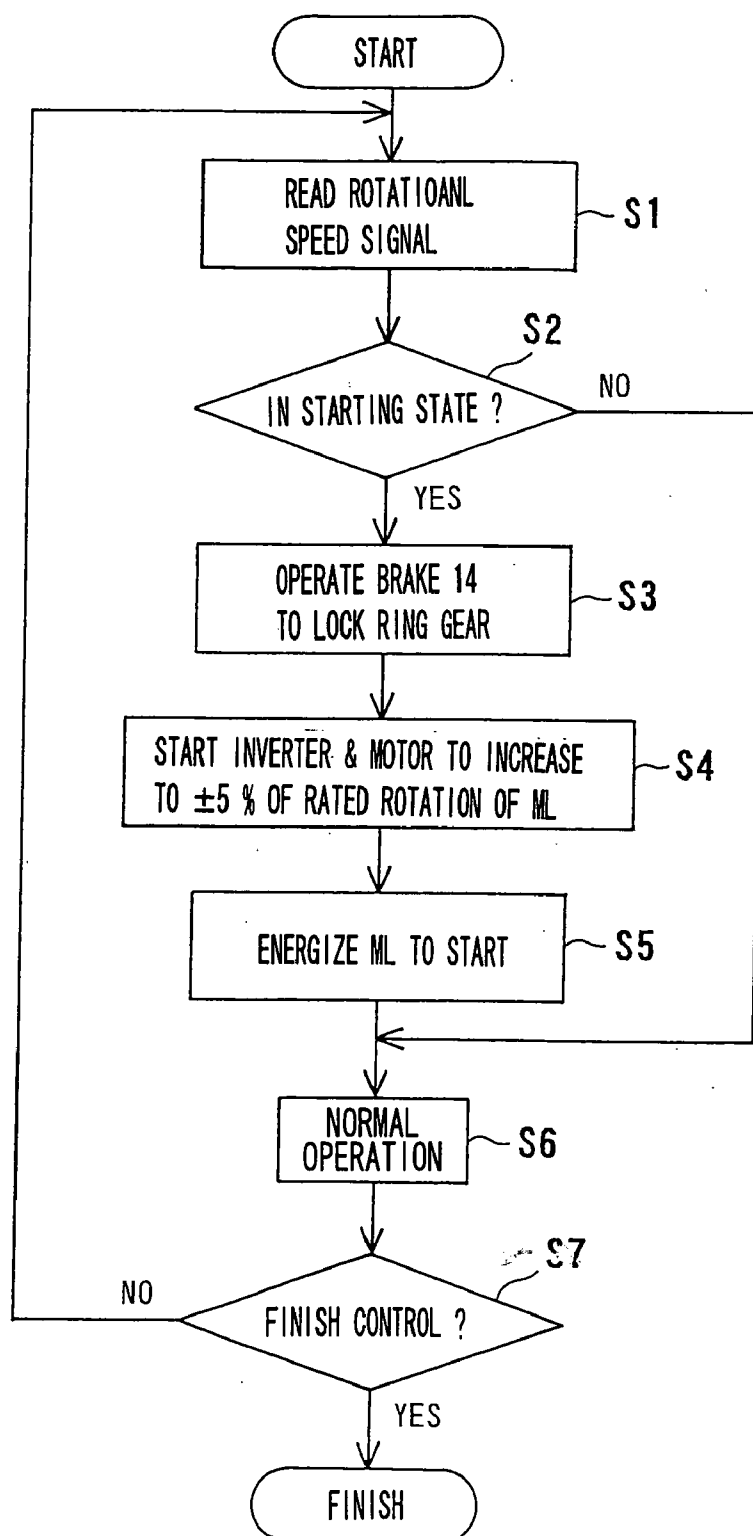 START
READ ROTATIOANL
SPEED SIGNAL
S1
S2
IN STARTING STATE ?
NO
YES
OPERATE BRAKE 14
TO LOCK RING GEAR
S3
START INVERTER & MOTOR TO INCREASE
TO ±5 % OF RATED ROTATION OF ML
S4
ENERGIZE ML TO START
S5
NORMAL
OPERATION
S6
S7
NO
FINISH CONTROL ?
YES
FINISH